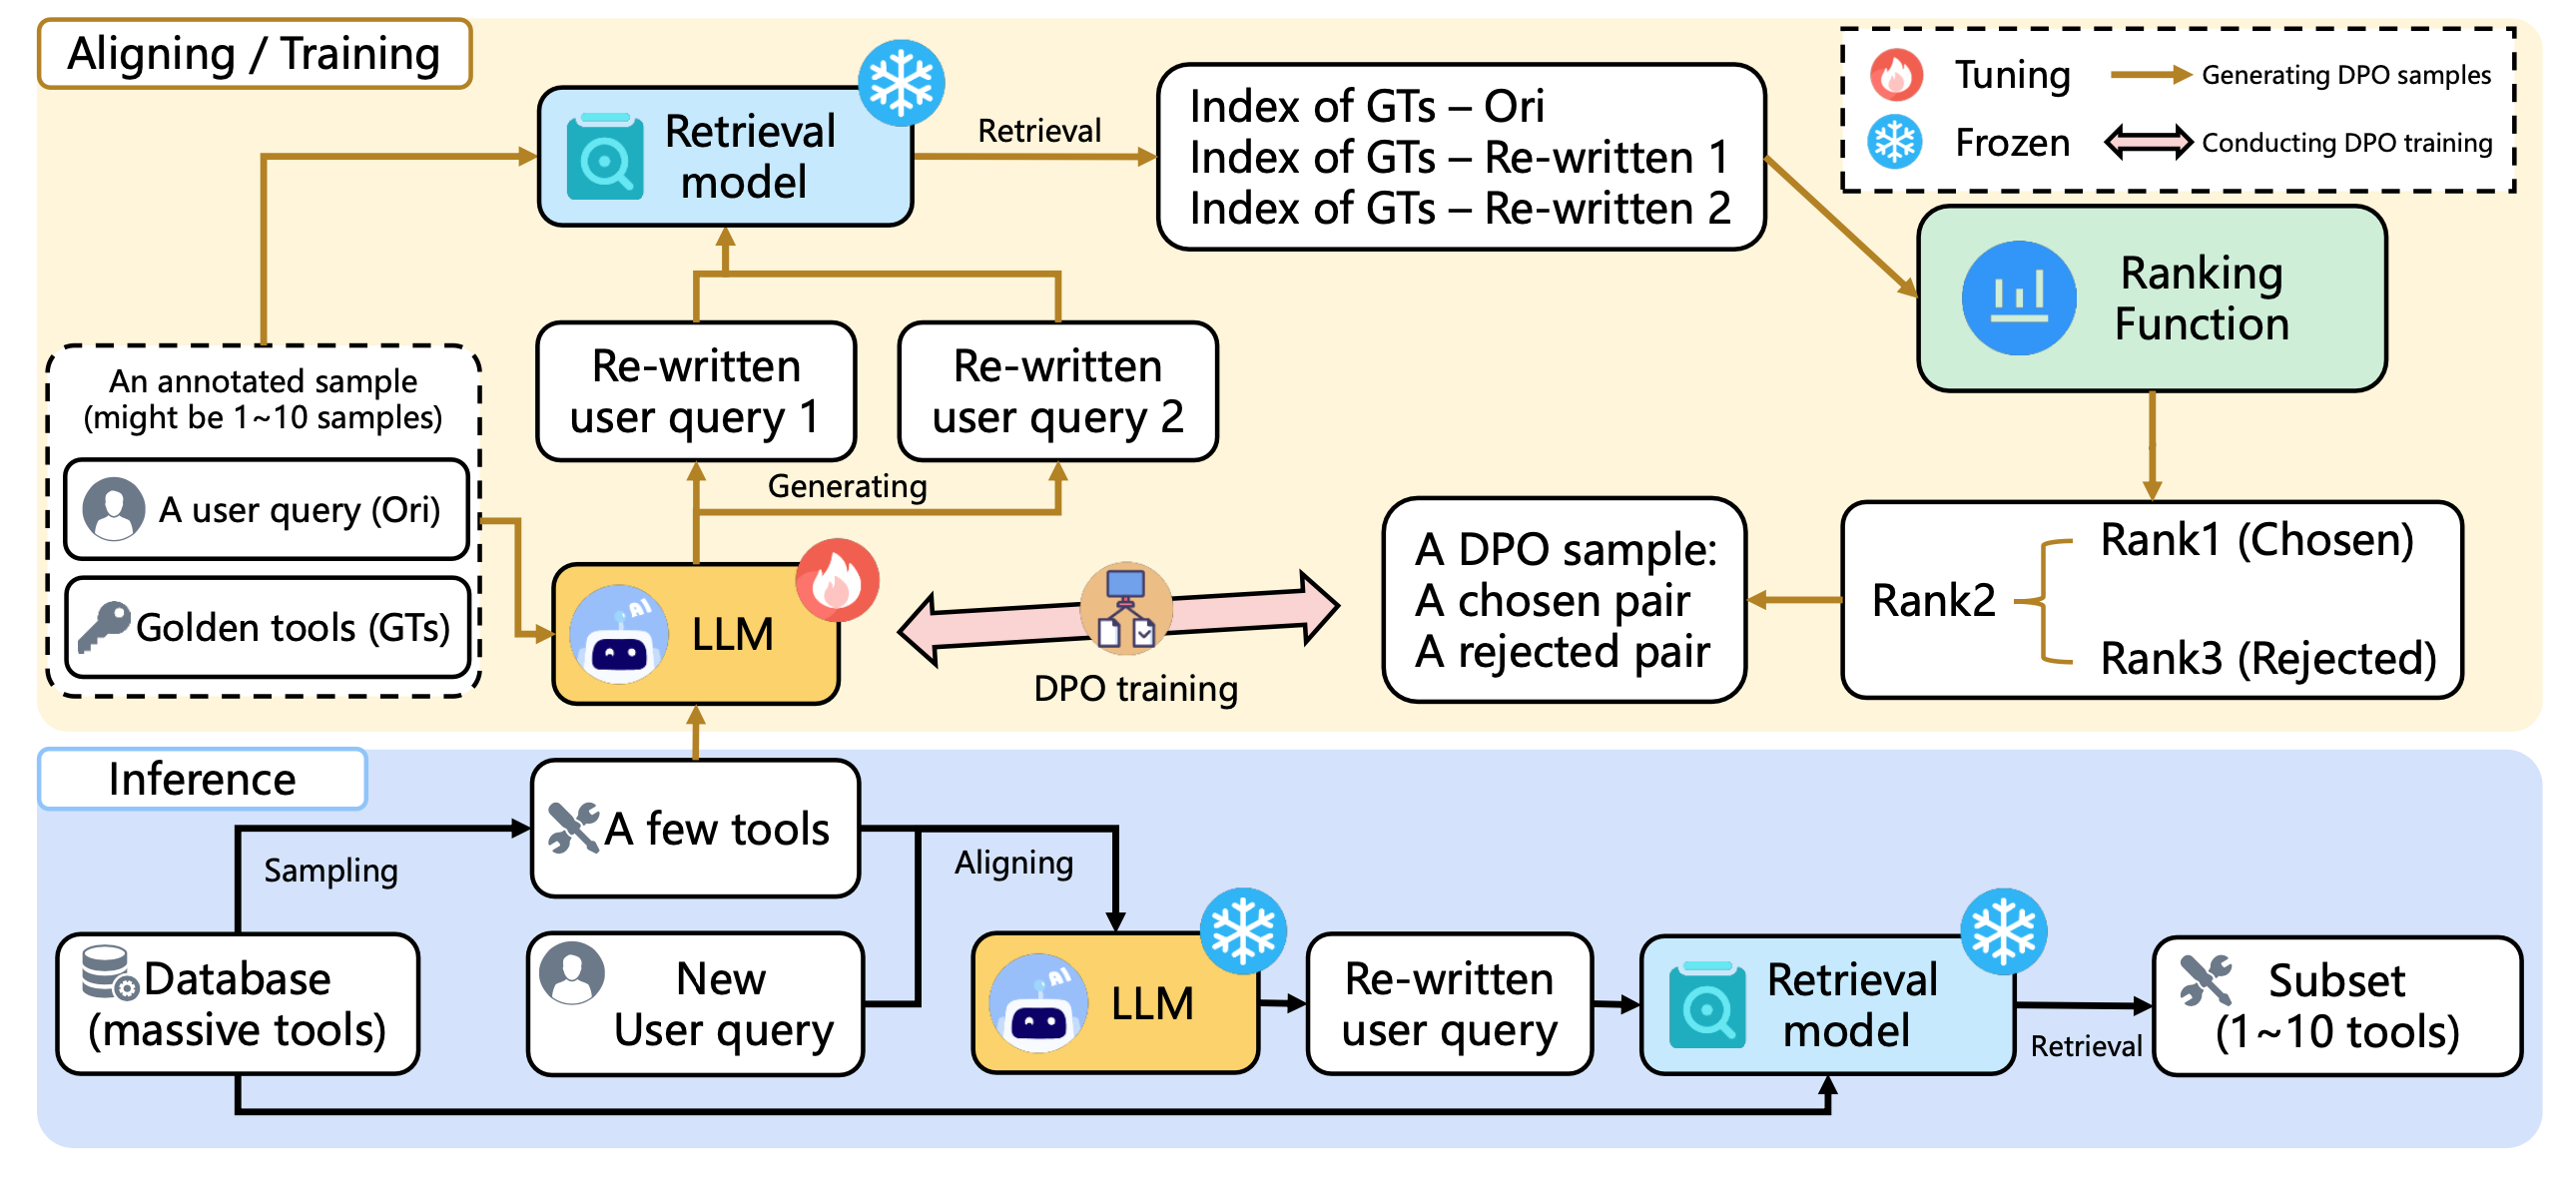 Aligning / Training
Tuning
Generating DPO samples
Frozen
Conducting DPO training
Retrieval
model
Retrieval
Index of GTs – Ori
Index of GTs – Re-written 1
Index of GTs – Re-written 2
Ranking
Function
An annotated sample
(might be 1~10 samples)
A user query (Ori)
Golden tools (GTs)
Re-written
user query 1
Re-written
user query 2
Generating
AI
LLM
DPO training
A DPO sample:
A chosen pair
A rejected pair
Rank2
Rank1 (Chosen)
Rank3 (Rejected)
Inference
Sampling
A few tools
Aligning
Database
(massive tools)
New
User query
AI
LLM
Re-written
user query
Retrieval
model
Retrieval
Subset
(1~10 tools)